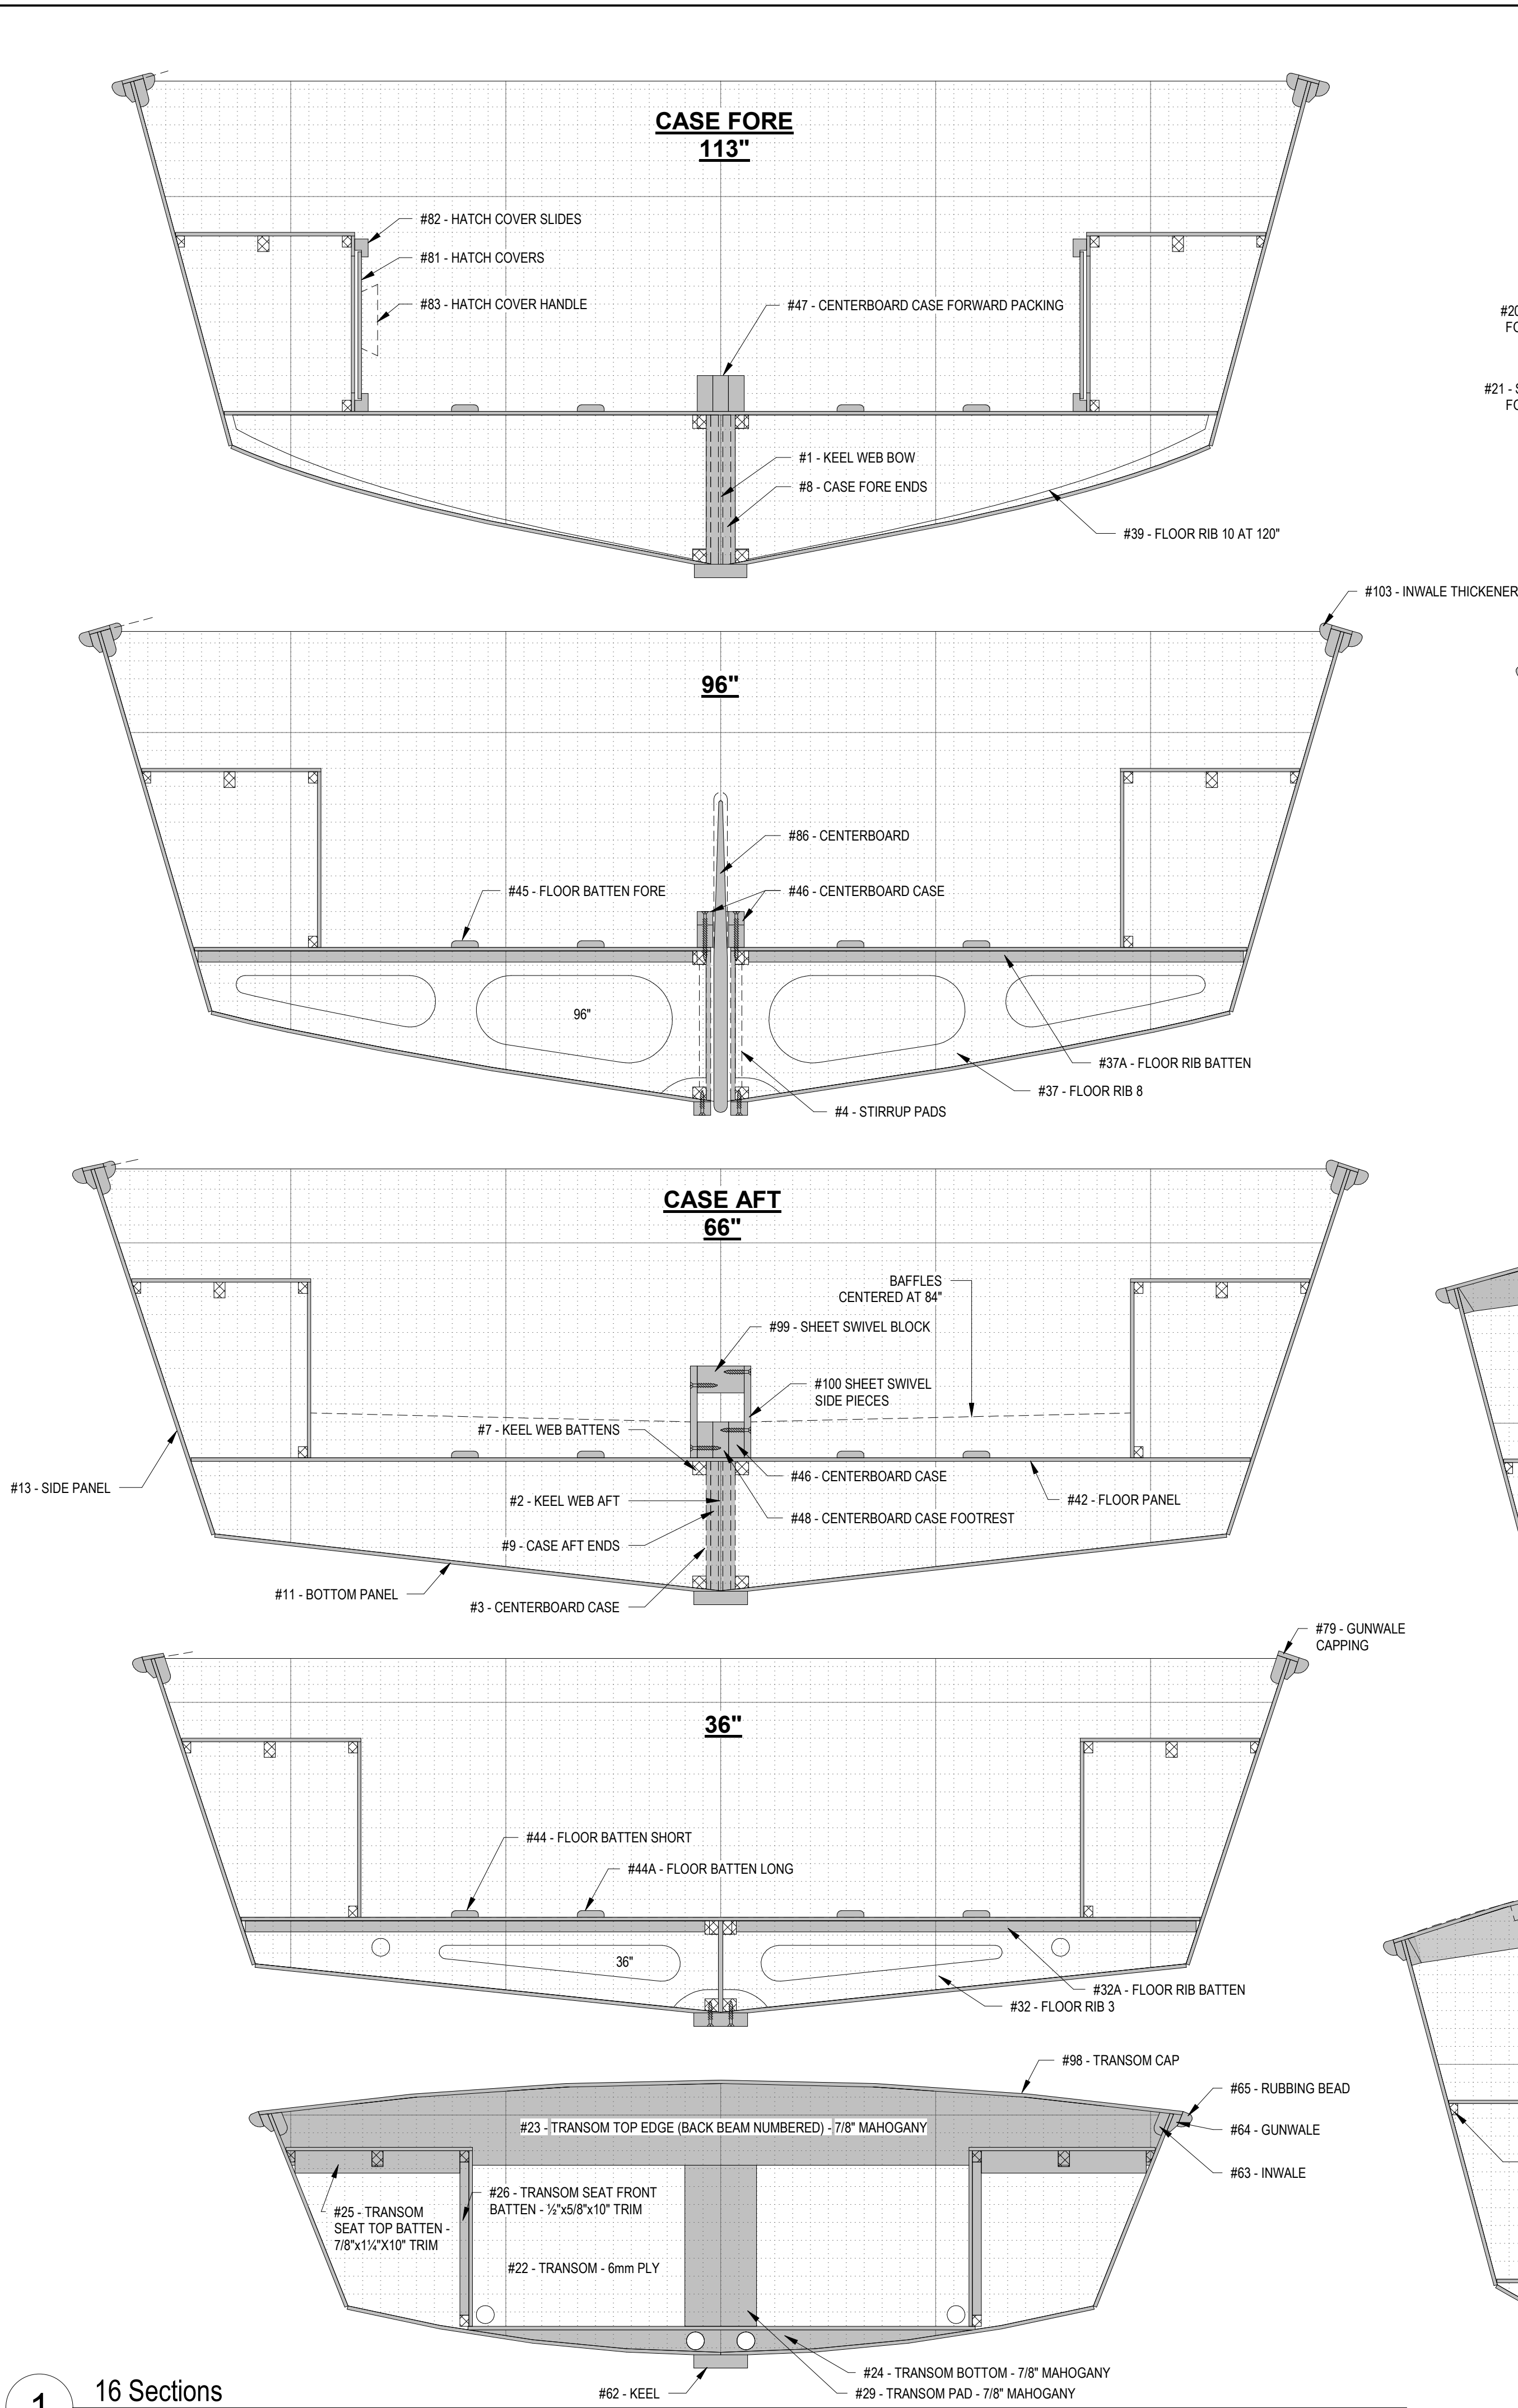 CASE FORE
113"
#82 - HATCH COVER SLIDES
#81 - HATCH COVERS
#83 - HATCH COVER HANDLE
#47 - CENTERBOARD CASE FORWARD PACKING
#20
FO
#21 - S
FO
#1 - KEEL WEB BOW
#8 - CASE FORE ENDS
#39 - FLOOR RIB 10 AT 120"
#103 - INWALE THICKENER
96"
#86 - CENTERBOARD
#45 - FLOOR BATTEN FORE
#46 - CENTERBOARD CASE
96"
#37A - FLOOR RIB BATTEN
#37 - FLOOR RIB 8
#4 - STIRRUP PADS
CASE AFT
66"
BAFFLES
CENTERED AT 84"
#99 - SHEET SWIVEL BLOCK
#100 SHEET SWIVEL
SIDE PIECES
#7 - KEEL WEB BATTENS
#46 - CENTERBOARD CASE
#13 - SIDE PANEL
#2 - KEEL WEB AFT
#42 - FLOOR PANEL
#48 - CENTERBOARD CASE FOOTREST
#9 - CASE AFT ENDS
#11 - BOTTOM PANEL
#3 - CENTERBOARD CASE
#79 - GUNWALE
CAPPING
36"
#44 - FLOOR BATTEN SHORT
#44A - FLOOR BATTEN LONG
36"
#32A - FLOOR RIB BATTEN
#32 - FLOOR RIB 3
#98 - TRANSOM CAP
#65 - RUBBING BEAD
#23 - TRANSOM TOP EDGE (BACK BEAM NUMBERED) - 7/8" MAHOGANY
#64 - GUNWALE
#63 - INWALE
#26 - TRANSOM SEAT FRONT
BATTEN - ½"x5/8"x10" TRIM
#25 - TRANSOM
SEAT TOP BATTEN -
7/8"x1¼"X10" TRIM
#22 - TRANSOM - 6mm PLY
#24 - TRANSOM BOTTOM - 7/8" MAHOGANY
#62 - KEEL
#29 - TRANSOM PAD - 7/8" MAHOGANY
1
16 Sections